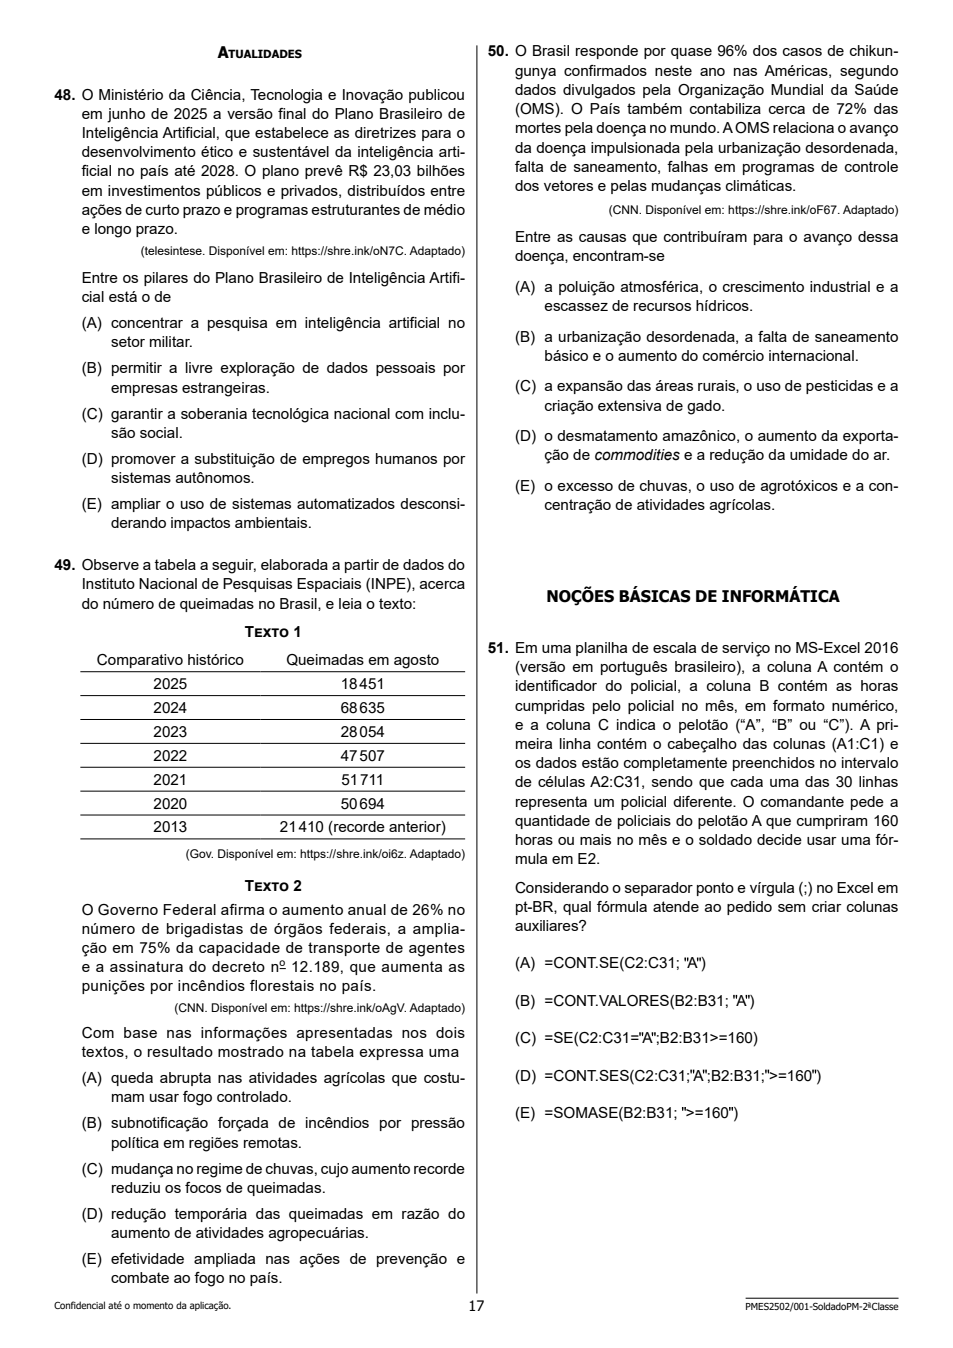 ATUALIDADES
48. O Ministério da Ciência, Tecnologia e Inovação publicou
em junho de 2025 a versão final do Plano Brasileiro de
Inteligência Artificial, que estabelece as diretrizes para o
desenvolvimento ético e sustentável da inteligência arti-
ficial no país até 2028. O plano prevê R$ 23,03 bilhões
em investimentos públicos e privados, distribuídos entre
ações de curto prazo e programas estruturantes de médio
e longo prazo.
(telesintese. Disponível em: https://shre.ink/oN7C. Adaptado)
Entre os pilares do Plano Brasileiro de Inteligência Artifi-
cial está o de
(A) concentrar a pesquisa em inteligência artificial no
setor militar.
(B) permitir a livre exploração de dados pessoais por
empresas estrangeiras.
(C) garantir a soberania tecnológica nacional com inclu-
são social.
(D) promover a substituição de empregos humanos por
sistemas autônomos.
(E) ampliar o uso de sistemas automatizados desconsi-
derando impactos ambientais.
49. Observe a tabela a seguir, elaborada a partir de dados do
Instituto Nacional de Pesquisas Espaciais (INPE), acerca
do número de queimadas no Brasil, e leia o texto:
TEXTO 1
Comparativo histórico Queimadas em agosto
2025 18 451
2024 68 635
2023 28 054
2022 47 507
2021 51 711
2020 50 694
2013 21 410 (recorde anterior)
(Gov. Disponível em: https://shre.ink/oi6z. Adaptado)
TEXTO 2
O Governo Federal afirma o aumento anual de 26% no
número de brigadistas de órgãos federais, a amplia-
ção em 75% da capacidade de transporte de agentes
e a assinatura do decreto nº 12.189, que aumenta as
punições por incêndios florestais no país.
(CNN. Disponível em: https://shre.ink/oAgV. Adaptado)
Com base nas informações apresentadas nos dois
textos, o resultado mostrado na tabela expressa uma
(A) queda abrupta nas atividades agrícolas que costu-
mam usar fogo controlado.
(B) subnotificação forçada de incêndios por pressão
política em regiões remotas.
(C) mudança no regime de chuvas, cujo aumento recorde
reduziu os focos de queimadas.
(D) redução temporária das queimadas em razão do
aumento de atividades agropecuárias.
(E) efetividade ampliada nas ações de prevenção e
combate ao fogo no país.
50. O Brasil responde por quase 96% dos casos de chikun-
gunya confirmados neste ano nas Américas, segundo
dados divulgados pela Organização Mundial da Saúde
(OMS). O País também contabiliza cerca de 72% das
mortes pela doença no mundo. A OMS relaciona o avanço
da doença impulsionada pela urbanização desordenada,
falta de saneamento, falhas em programas de controle
dos vetores e pelas mudanças climáticas.
(CNN. Disponível em: https://shre.ink/oF67. Adaptado)
Entre as causas que contribuíram para o avanço dessa
doença, encontram-se
(A) a poluição atmosférica, o crescimento industrial e a
escassez de recursos hídricos.
(B) a urbanização desordenada, a falta de saneamento
básico e o aumento do comércio internacional.
(C) a expansão das áreas rurais, o uso de pesticidas e a
criação extensiva de gado.
(D) o desmatamento amazônico, o aumento da exporta-
ção de commodities e a redução da umidade do ar.
(E) o excesso de chuvas, o uso de agrotóxicos e a con-
centração de atividades agrícolas.
NOÇÕES BÁSICAS DE INFORMÁTICA
51. Em uma planilha de escala de serviço no MS-Excel 2016
(versão em português brasileiro), a coluna A contém o
identificador do policial, a coluna B contém as horas
cumpridas pelo policial no mês, em formato numérico,
e a coluna C indica o pelotão (“A”, “B” ou “C”). A pri-
meira linha contém o cabeçalho das colunas (A1:C1) e
os dados estão completamente preenchidos no intervalo
de células A2:C31, sendo que cada uma das 30 linhas
representa um policial diferente. O comandante pede a
quantidade de policiais do pelotão A que cumpriram 160
horas ou mais no mês e o soldado decide usar uma fór-
mula em E2.
Considerando o separador ponto e vírgula (;) no Excel em
pt-BR, qual fórmula atende ao pedido sem criar colunas
auxiliares?
(A) =CONT.SE(C2:C31; "A")
(B) =CONT.VALORES(B2:B31; "A")
(C) =SE(C2:C31="A";B2:B31>=160)
(D) =CONT.SES(C2:C31;"A";B2:B31;">=160")
(E) =SOMASE(B2:B31; ">=160")
Confidencial até o momento da aplicação.
17
PMES2502/001-SoldadoPM-2ªClasse